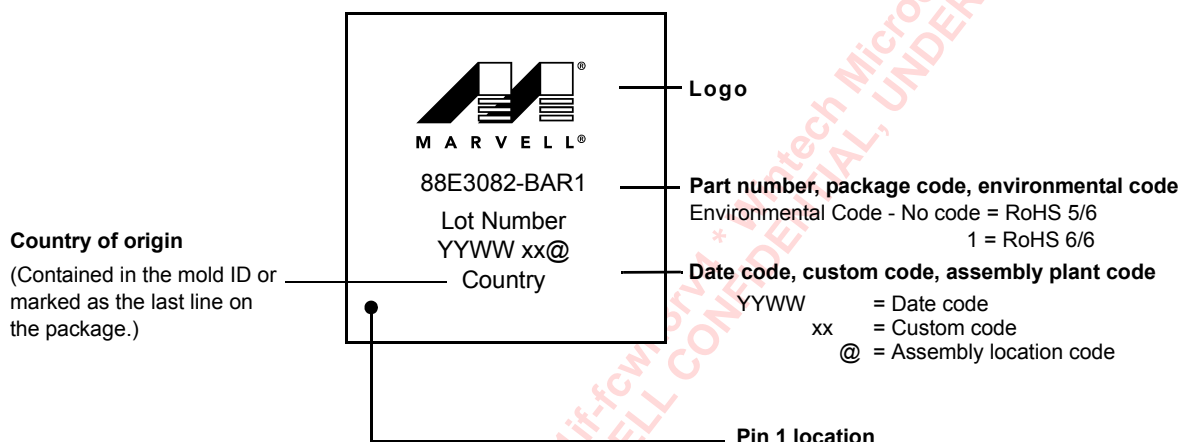 ®
MARVELL®
Logo
88E3082-BAR1
Part number, package code, environmental code
Environmental Code - No code = RoHS 5/6
1 = RoHS 6/6
Lot Number
YYWW xx@
Country
Country of origin
(Contained in the mold ID or
marked as the last line on
the package.)
Date code, custom code, assembly plant code
YYWW = Date code
xx = Custom code
@ = Assembly location code
Pin 1 location